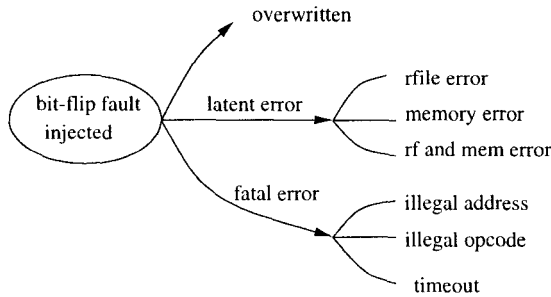 overwritten
bit-flip fault
injected
latent error
rfile error
memory error
rf and mem error
fatal error
illegal address
illegal opcode
timeout